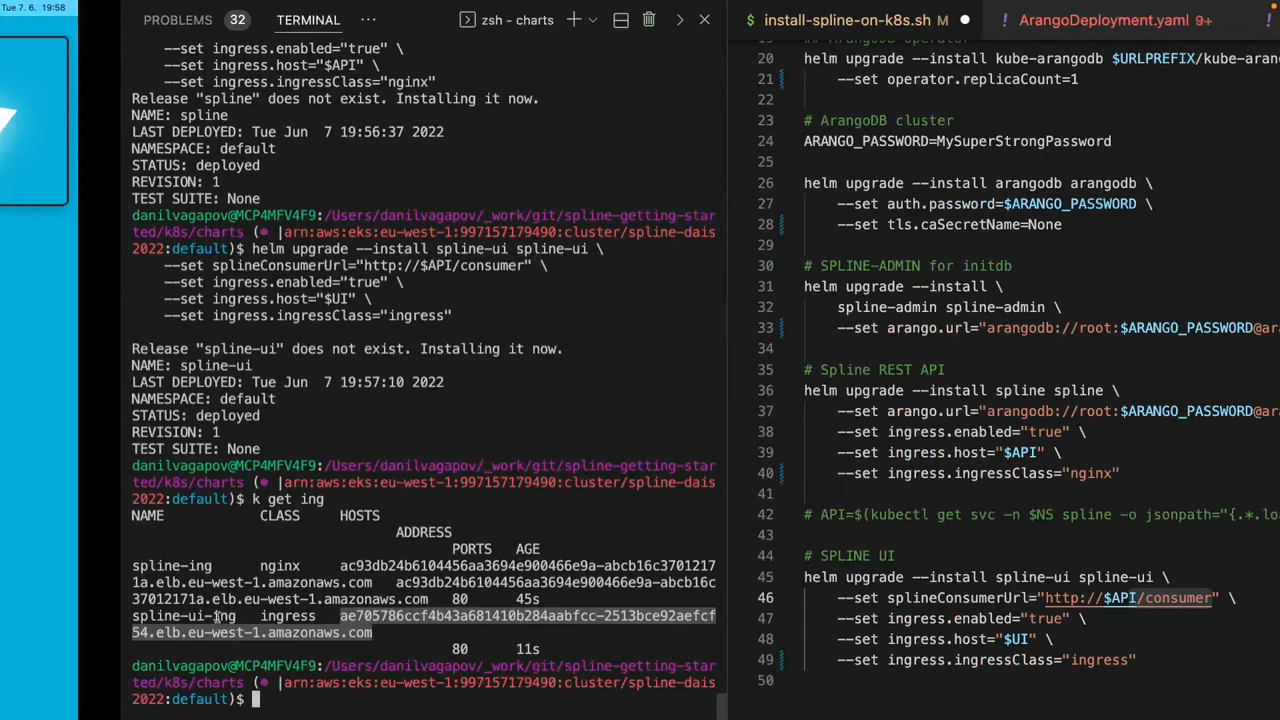 Tue 7. 6. 19:58
PROBLEMS 32 TERMINAL ··· zsh - charts
--set ingress.enabled="true" \
--set ingress.host="$API" \
--set ingress.ingressClass="nginx"
Release "spline" does not exist. Installing it now.
NAME: spline
LAST DEPLOYED: Tue Jun  7 19:56:37 2022
NAMESPACE: default
STATUS: deployed
REVISION: 1
TEST SUITE: None
danilvagapov@MCP4MFV4F9:/Users/danilvagapov/_work/git/spline-getting-star
ted/k8s/charts (⎈ |arn:aws:eks:eu-west-1:997157179490:cluster/spline-dais
2022:default)$ helm upgrade --install spline-ui spline-ui \
--set splineConsumerUrl="http://$API/consumer" \
--set ingress.enabled="true" \
--set ingress.host="$UI" \
--set ingress.ingressClass="ingress"
Release "spline-ui" does not exist. Installing it now.
NAME: spline-ui
LAST DEPLOYED: Tue Jun  7 19:57:10 2022
NAMESPACE: default
STATUS: deployed
REVISION: 1
TEST SUITE: None
danilvagapov@MCP4MFV4F9:/Users/danilvagapov/_work/git/spline-getting-star
ted/k8s/charts (⎈ |arn:aws:eks:eu-west-1:997157179490:cluster/spline-dais
2022:default)$ k get ing
NAME CLASS HOSTS
ADDRESS
PORTS AGE
spline-ing nginx ac93db24b6104456aa3694e900466e9a-abcb16c3701217
1a.elb.eu-west-1.amazonaws.com ac93db24b6104456aa3694e900466e9a-abcb16c
37012171a.elb.eu-west-1.amazonaws.com 80 45s
spline-ui-ing ingress ae705786ccf4b43a681410b284aabfcc-2513bce92aefcf
54.elb.eu-west-1.amazonaws.com
80 11s
danilvagapov@MCP4MFV4F9:/Users/danilvagapov/_work/git/spline-getting-star
ted/k8s/charts (⎈ |arn:aws:eks:eu-west-1:997157179490:cluster/spline-dais
2022:default)$
$ install-spline-on-k8s.sh M ! ArangoDeployment.yaml 9+ !
19 ## ArangoDB operator
20 helm upgrade --install kube-arangodb $URLPREFIX/kube-aran
21 --set operator.replicaCount=1
22
23 # ArangoDB cluster
24 ARANGO_PASSWORD=MySuperStrongPassword
25
26 helm upgrade --install arangodb arangodb \
27 --set auth.password=$ARANGO_PASSWORD \
28 --set tls.caSecretName=None
29
30 # SPLINE-ADMIN for initdb
31 helm upgrade --install \
32 spline-admin spline-admin \
33 --set arango.url="arangodb://root:$ARANGO_PASSWORD@ar
34
35 # Spline REST API
36 helm upgrade --install spline spline \
37 --set arango.url="arangodb://root:$ARANGO_PASSWORD@ar
38 --set ingress.enabled="true" \
39 --set ingress.host="$API" \
40 --set ingress.ingressClass="nginx"
41
42 # API=$(kubectl get svc -n $NS spline -o jsonpath="{.*.lo
43
44 # SPLINE UI
45 helm upgrade --install spline-ui spline-ui \
46 --set splineConsumerUrl="http://$API/consumer" \
47 --set ingress.enabled="true" \
48 --set ingress.host="$UI" \
49 --set ingress.ingressClass="ingress"
50